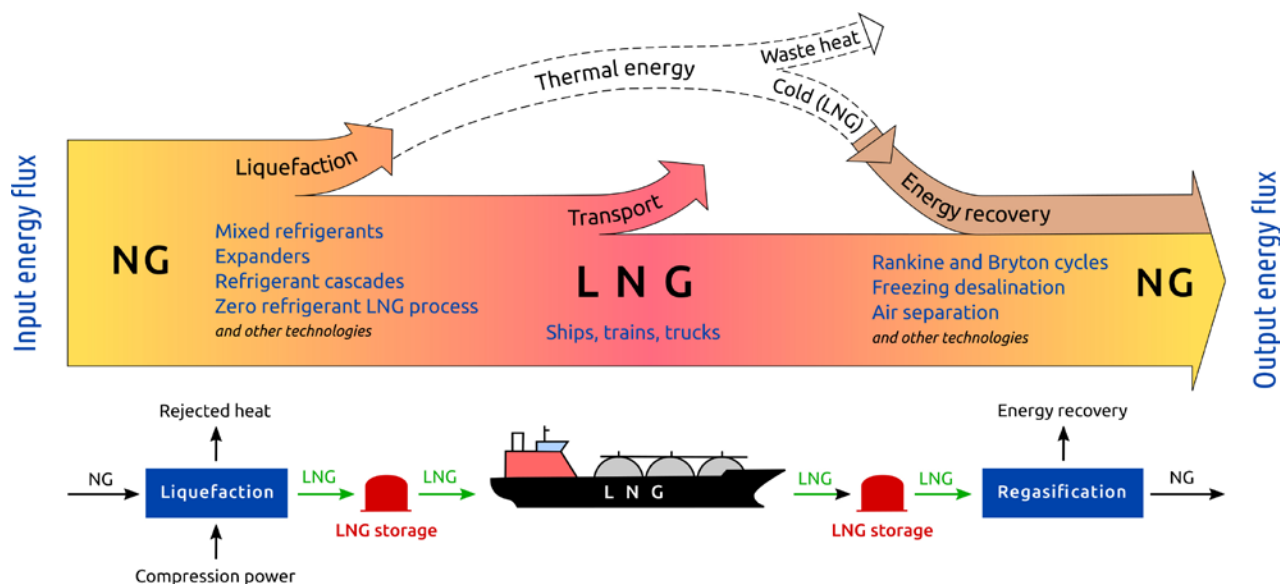 Waste heat
Thermal energy
Cold (LNG)
Liquefaction
Transport
Energy recovery
Input energy flux
NG
Mixed refrigerants
Expanders
Refrigerant cascades
Zero refrigerant LNG process
and other technologies
LNG
Ships, trains, trucks
Rankine and Bryton cycles
Freezing desalination
Air separation
and other technologies
NG
Output energy flux
Rejected heat
Energy recovery
NG
Liquefaction
LNG
LNG
LNG
LNG
LNG
Regasification
NG
LNG storage
LNG storage
Compression power